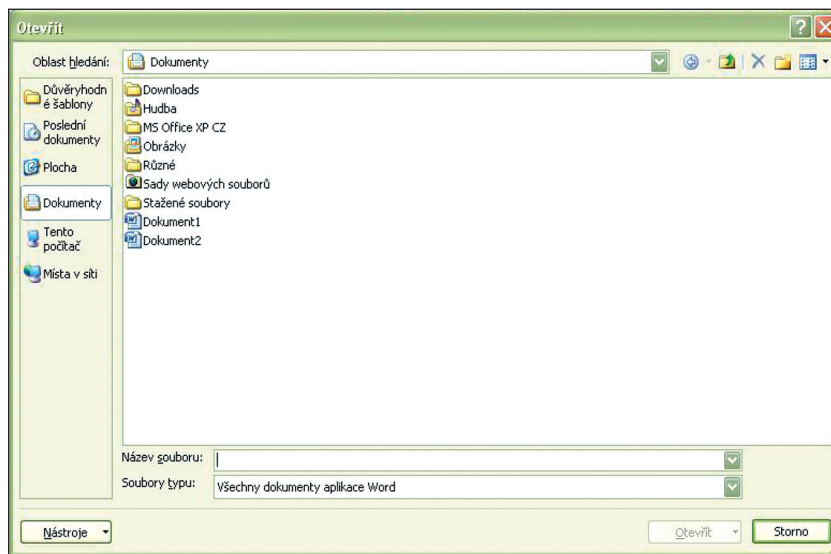 Otevřít
Oblast hledání: Dokumenty
Důvěryhodn
é šablony
Poslední
dokumenty
Plocha
Dokumenty
Tento
počítač
Místa v síti
Downloads
Hudba
MS Office XP CZ
Obrázky
Různé
Sady webových souborů
Stažené soubory
Dokument1
Dokument2
Název souboru:
Soubory typu: Všechny dokumenty aplikace Word
Nástroje Otevřít Storno